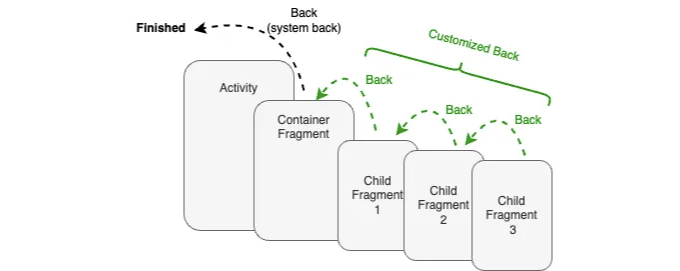 Back
(system back)
Finished
Customized Back
Back
Back
Back
Activity
Container
Fragment
Child
Fragment
1
Child
Fragment
2
Child
Fragment
3